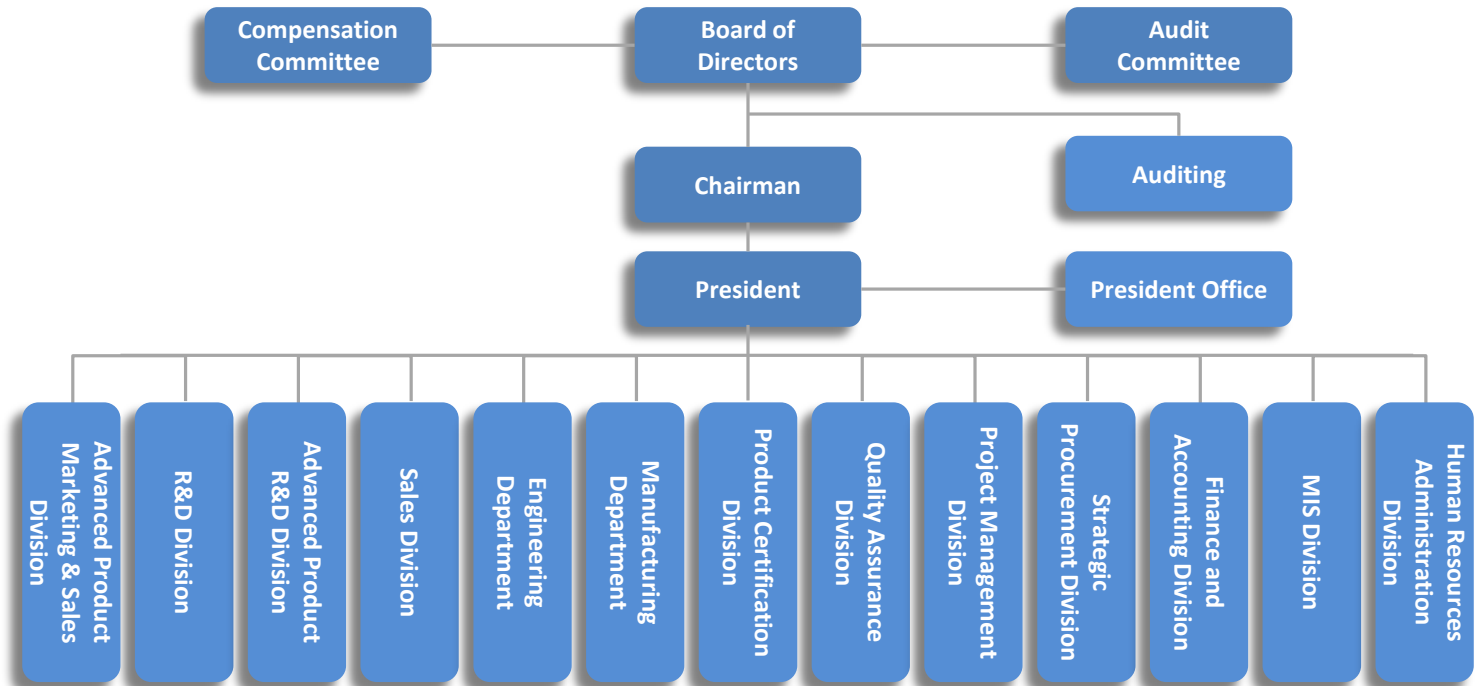 Compensation
Committee
Board of
Directors
Audit
Committee
Chairman
Auditing
President
President Office
Advanced Product
Marketing & Sales
Division
R&D Division
Advanced Product
R&D Division
Sales Division
Engineering
Department
Manufacturing
Department
Product Certification
Division
Quality Assurance
Division
Project Management
Division
Strategic
Procurement Division
Finance and
Accounting Division
MIS Division
Human Resources
Administration
Division